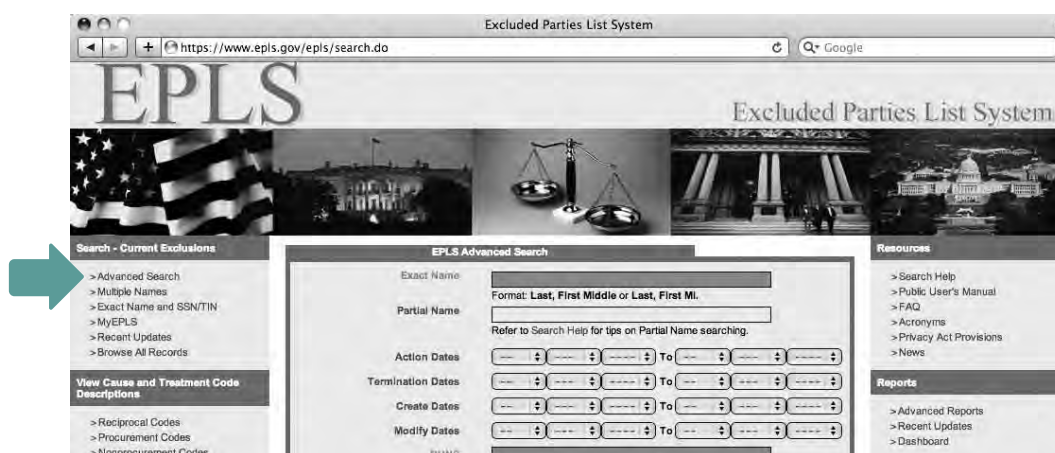 Excluded Parties List System
https://www.epls.gov/epls/search.do
Google
EPLS
Excluded Parties List System
Search - Current Exclusions
> Advanced Search
> Multiple Names
> Exact Name and SSN/TIN
> MyEPLS
> Recent Updates
> Browse All Records
View Cause and Treatment Code
Descriptions
> Reciprocal Codes
> Procurement Codes
> Nonprocurement Codes
EPLS Advanced Search
Exact Name
Format: Last, First Middle or Last, First MI.
Partial Name
Refer to Search Help for tips on Partial Name searching.
Action Dates -- --- ---- To -- --- ----
Termination Dates -- --- ---- To -- --- ----
Create Dates -- --- ---- To -- --- ----
Modify Dates -- --- ---- To -- --- ----
Resources
> Search Help
> Public User's Manual
> FAQ
> Acronyms
> Privacy Act Provisions
> News
Reports
> Advanced Reports
> Recent Updates
> Dashboard